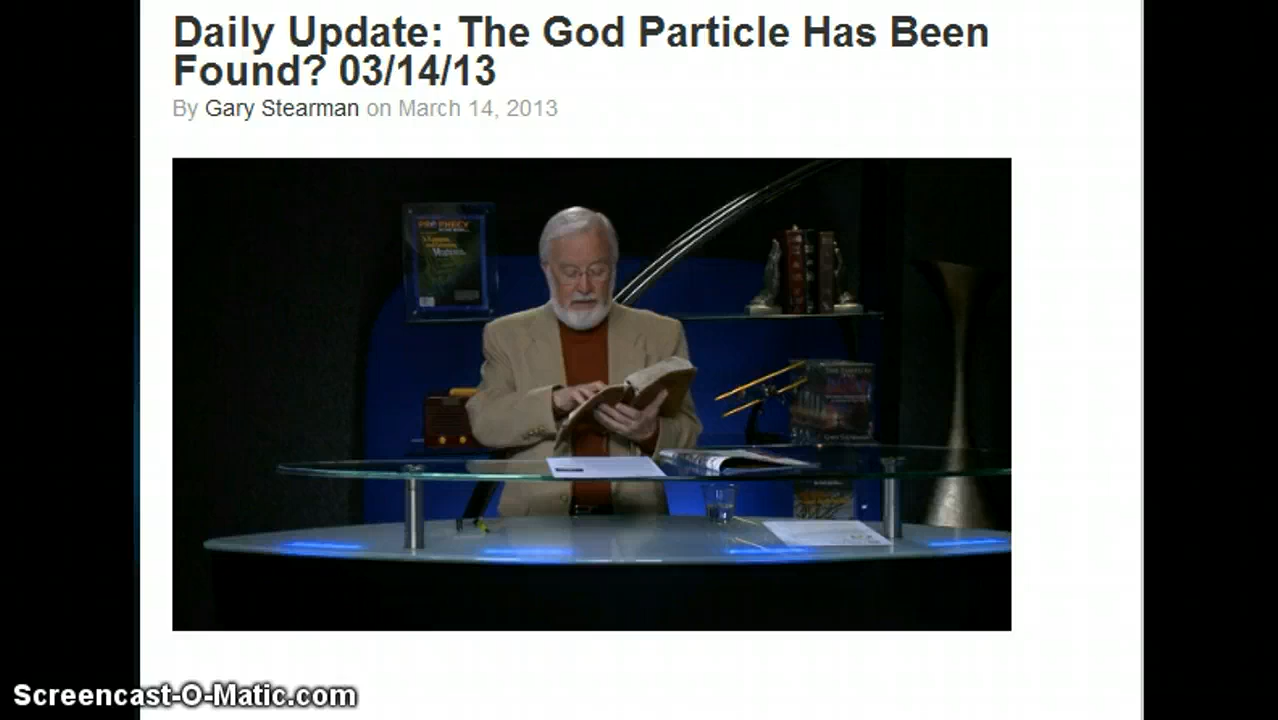 Daily Update: The God Particle Has Been
Found? 03/14/13
By Gary Stearman on March 14, 2013
PROPHECY
Screencast-O-Matic.com